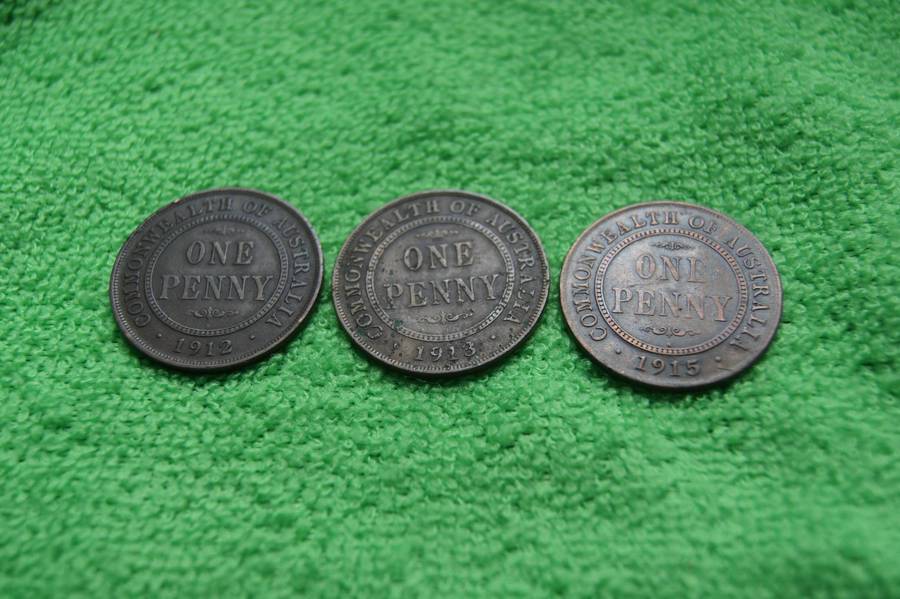 COMMONWEALTH OF AUSTRALIA
ONE
PENNY
· 1912 ·
COMMONWEALTH OF AUSTRALIA
ONE
PENNY
· 1913 ·
COMMONWEALTH OF AUSTRALIA
ONE
PENNY
· 1915 ·